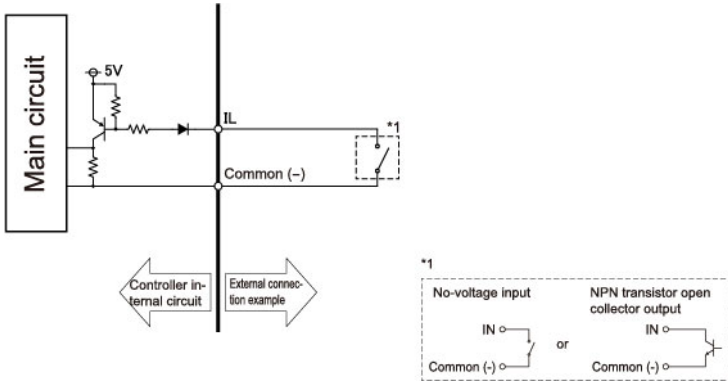 Main circuit
5V
IL
*1
Common (−)
Controller in-
ternal circuit
External connec-
tion example
*1
No-voltage input
IN
Common (-)
or
NPN transistor open
collector output
IN
Common (-)